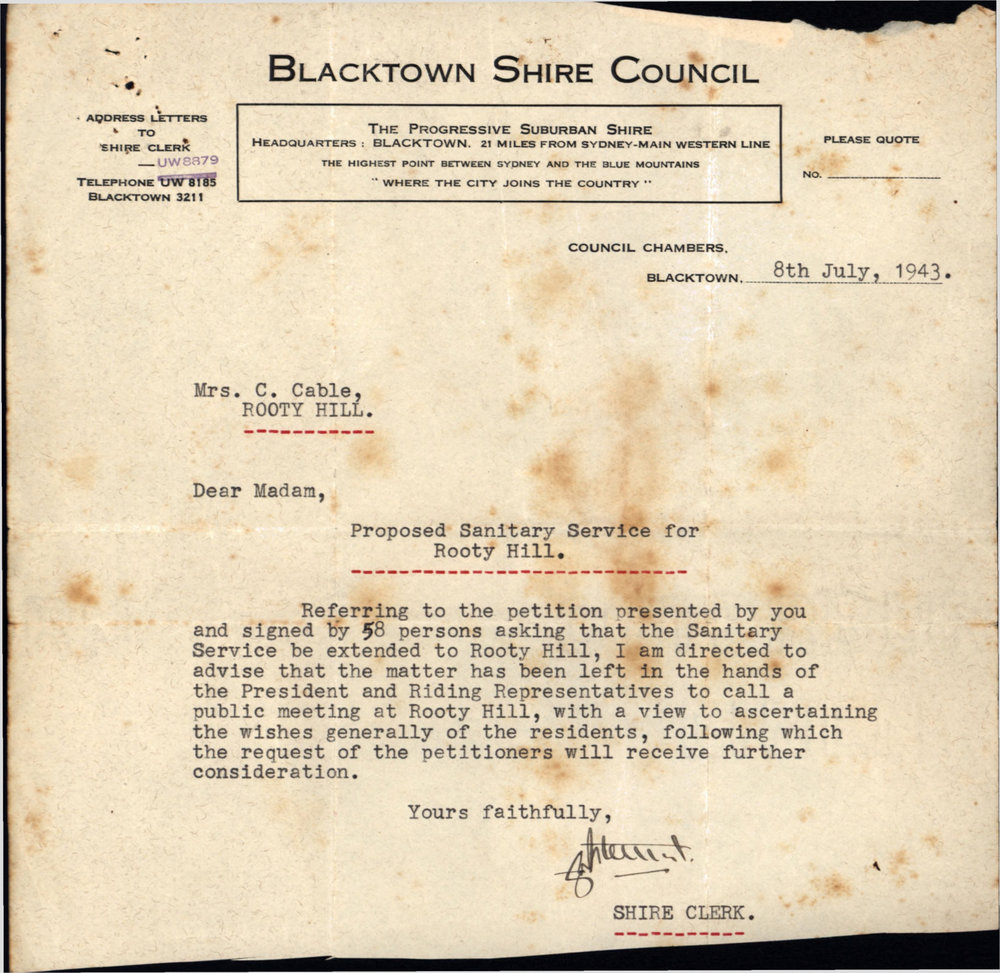 BLACKTOWN SHIRE COUNCIL
ADDRESS LETTERS
TO
SHIRE CLERK
UW8879
TELEPHONE UW 8185
BLACKTOWN 3211
THE PROGRESSIVE SUBURBAN SHIRE
HEADQUARTERS : BLACKTOWN. 21 MILES FROM SYDNEY-MAIN WESTERN LINE
THE HIGHEST POINT BETWEEN SYDNEY AND THE BLUE MOUNTAINS
"WHERE THE CITY JOINS THE COUNTRY"
PLEASE QUOTE
NO.
COUNCIL CHAMBERS,
BLACKTOWN, 8th July, 1943.
Mrs. C. Cable,
ROOTY HILL.
Dear Madam,
Proposed Sanitary Service for
Rooty Hill.
Referring to the petition presented by you
and signed by 58 persons asking that the Sanitary
Service be extended to Rooty Hill, I am directed to
advise that the matter has been left in the hands of
the President and Riding Representatives to call a
public meeting at Rooty Hill, with a view to ascertaining
the wishes generally of the residents, following which
the request of the petitioners will receive further
consideration.
Yours faithfully,
SHIRE CLERK.